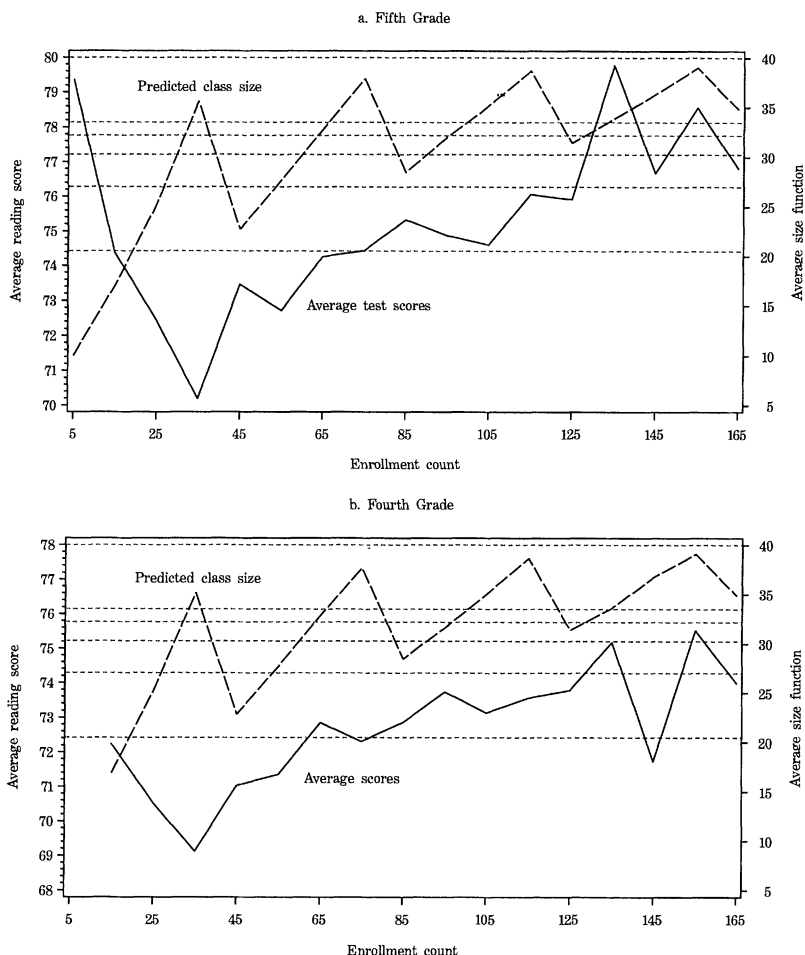 a. Fifth Grade
80
79
78
77
76
75
74
73
72
71
70
Average reading score
Predicted class size
Average test scores
40
35
30
25
20
15
10
5
Average size function
5 25 45 65 85 105 125 145 165
Enrollment count
b. Fourth Grade
78
77
76
75
74
73
72
71
70
69
68
Average reading score
Predicted class size
Average scores
40
35
30
25
20
15
10
5
Average size function
5 25 45 65 85 105 125 145 165
Enrollment count